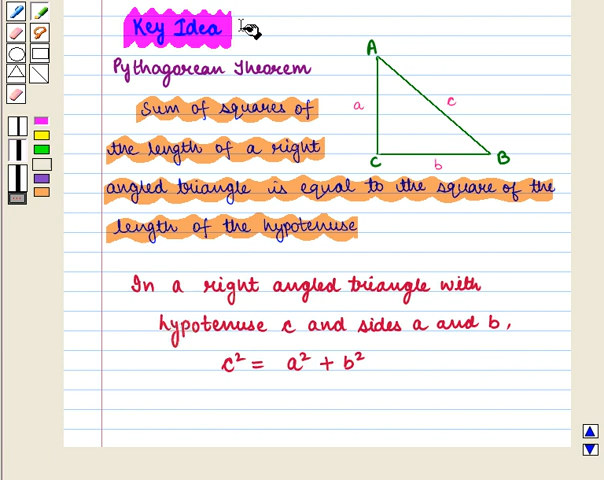 Key Idea
Pythagorean Theorem
Sum of squares of
the length of a right
angled triangle is equal to the square of the
length of the hypotenuse
A
a
c
C
b
B
In a right angled triangle with
hypotenuse c and sides a and b,
c² = a² + b²